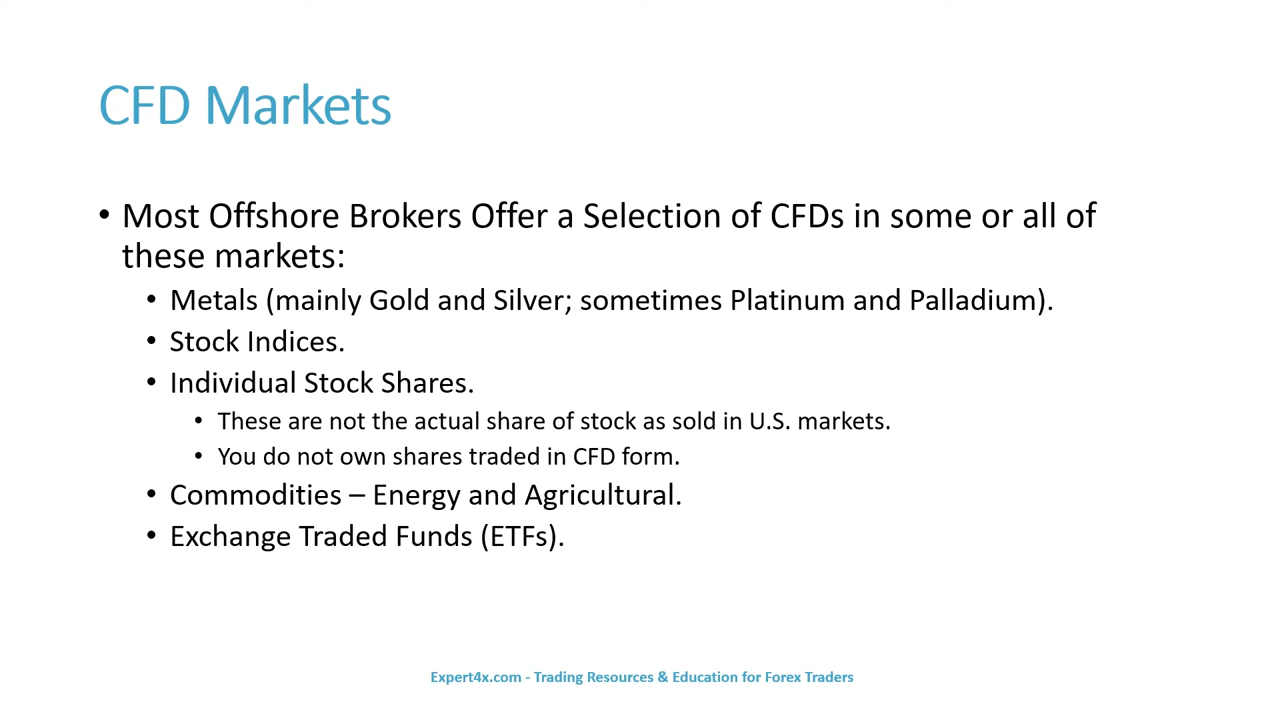 CFD Markets
• Most Offshore Brokers Offer a Selection of CFDs in some or all of
these markets:
• Metals (mainly Gold and Silver; sometimes Platinum and Palladium).
• Stock Indices.
• Individual Stock Shares.
• These are not the actual share of stock as sold in U.S. markets.
• You do not own shares traded in CFD form.
• Commodities – Energy and Agricultural.
• Exchange Traded Funds (ETFs).
Expert4x.com - Trading Resources & Education for Forex Traders